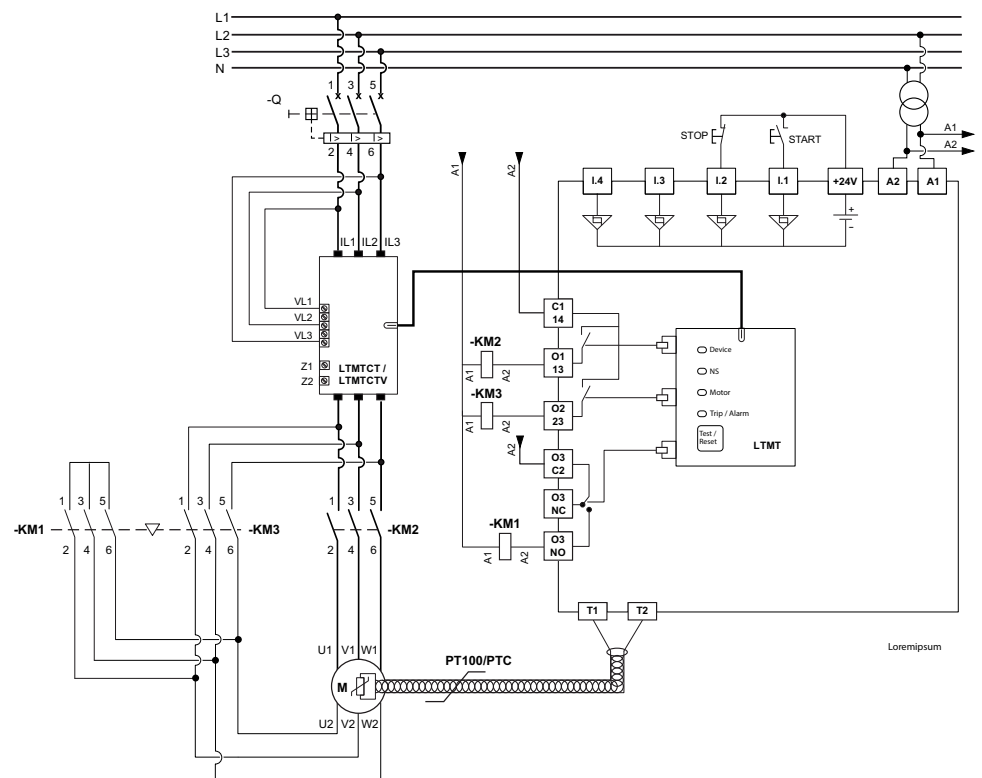 L1
L2
L3
N
1 3 5
-Q
I> I> I>
2 4 6
A1
A2
STOP
START
A1
A2
I.4
I.3
I.2
I.1
+24V
A2
A1
+
−
IL1 IL2 IL3
VL1
VL2
VL3
Z1
Z2
LTMTCT /
LTMTCTV
C1
14
-KM2
A1
A2
O1
13
-KM3
A1
A2
O2
23
A2
O3
C2
O3
NC
-KM1
A1
A2
O3
NO
Device
NS
Motor
Trip / Alarm
Test /
Reset
LTMT
1 3 5
-KM1
2 4 6
1 3 5
-KM3
2 4 6
1 3 5
-KM2
2 4 6
T1
T2
Loremipsum
U1 V1 W1
M
PT100/PTC
U2 V2 W2